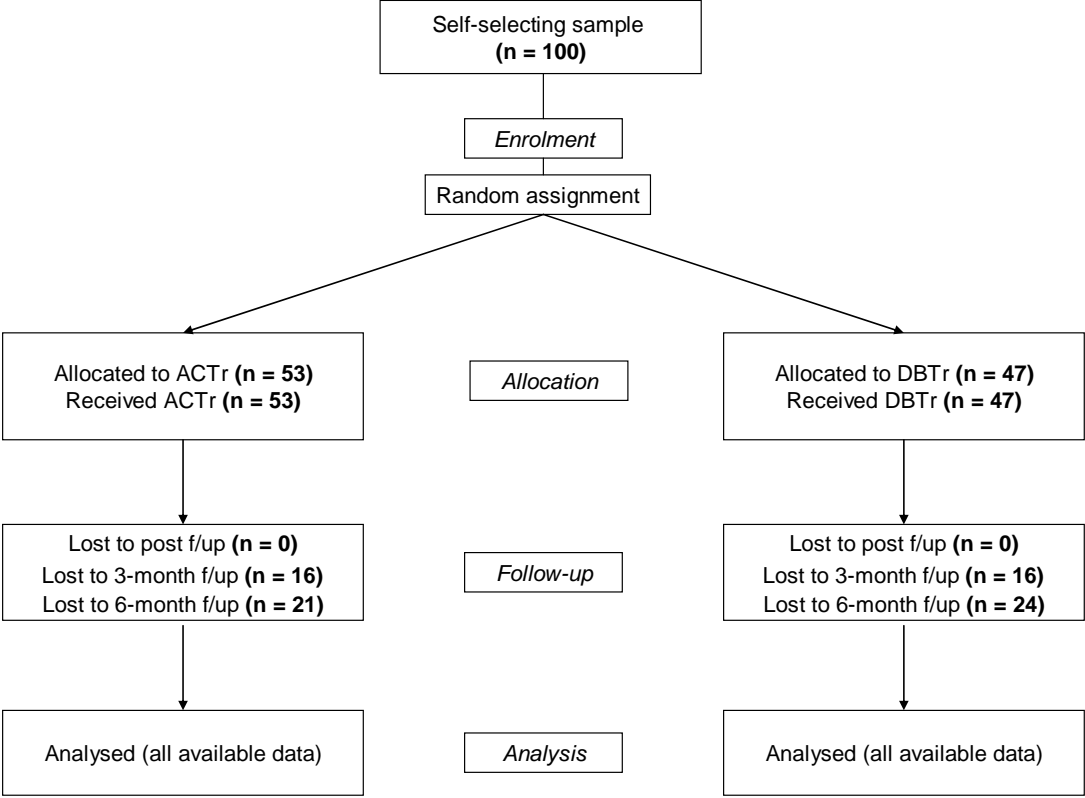 Self-selecting sample
(n = 100)
Enrolment
Random assignment
Allocated to ACTr (n = 53)
Received ACTr (n = 53)
Allocation
Allocated to DBTr (n = 47)
Received DBTr (n = 47)
Lost to post f/up (n = 0)
Lost to 3-month f/up (n = 16)
Lost to 6-month f/up (n = 21)
Follow-up
Lost to post f/up (n = 0)
Lost to 3-month f/up (n = 16)
Lost to 6-month f/up (n = 24)
Analysed (all available data)
Analysis
Analysed (all available data)